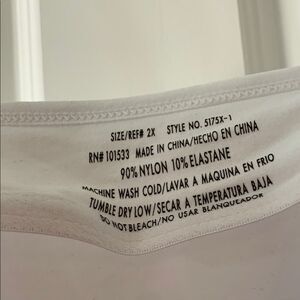 SIZE/REF# 2X STYLE NO. 5175X-1
RN# 101533 MADE IN CHINA/HECHO EN CHINA
90% NYLON 10% ELASTANE
MACHINE WASH COLD/LAVAR A MAQUINA EN FRIO
TUMBLE DRY LOW/SECAR A TEMPERATURA BAJA
DO NOT BLEACH/NO USAR BLANQUEADOR